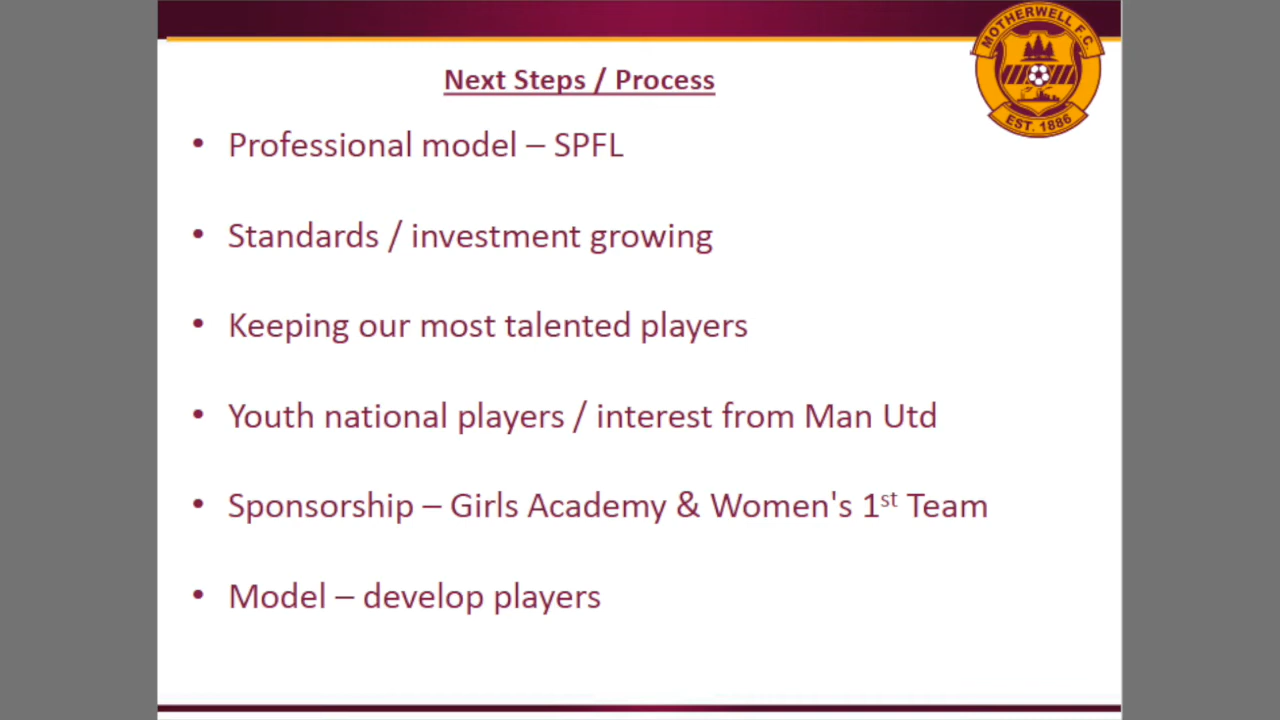 MOTHERWELL F.C.
EST. 1886
Next Steps / Process
• Professional model – SPFL
• Standards / investment growing
• Keeping our most talented players
• Youth national players / interest from Man Utd
• Sponsorship – Girls Academy & Women's 1st Team
• Model – develop players